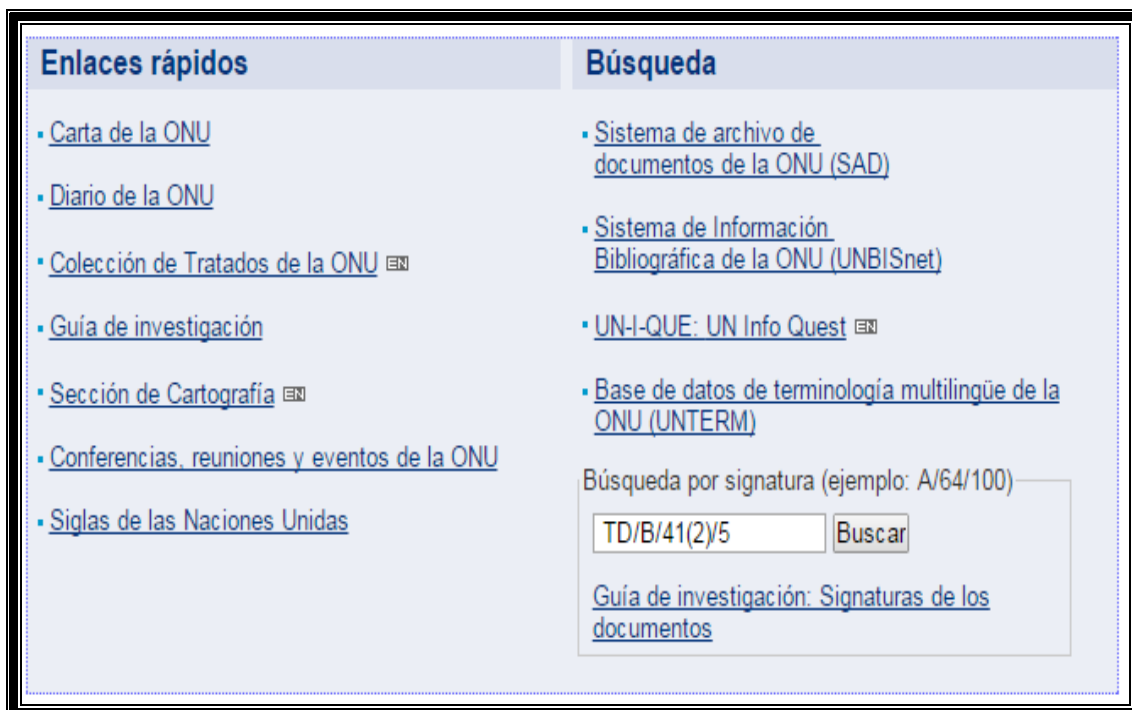 Enlaces rápidos
Carta de la ONU
Diario de la ONU
Colección de Tratados de la ONU EN
Guía de investigación
Sección de Cartografía EN
Conferencias, reuniones y eventos de la ONU
Siglas de las Naciones Unidas
Búsqueda
Sistema de archivo de
documentos de la ONU (SAD)
Sistema de Información
Bibliográfica de la ONU (UNBISnet)
UN-I-QUE: UN Info Quest EN
Base de datos de terminología multilingüe de la
ONU (UNTERM)
Búsqueda por signatura (ejemplo: A/64/100)
TD/B/41(2)/5 Buscar
Guía de investigación: Signaturas de los
documentos